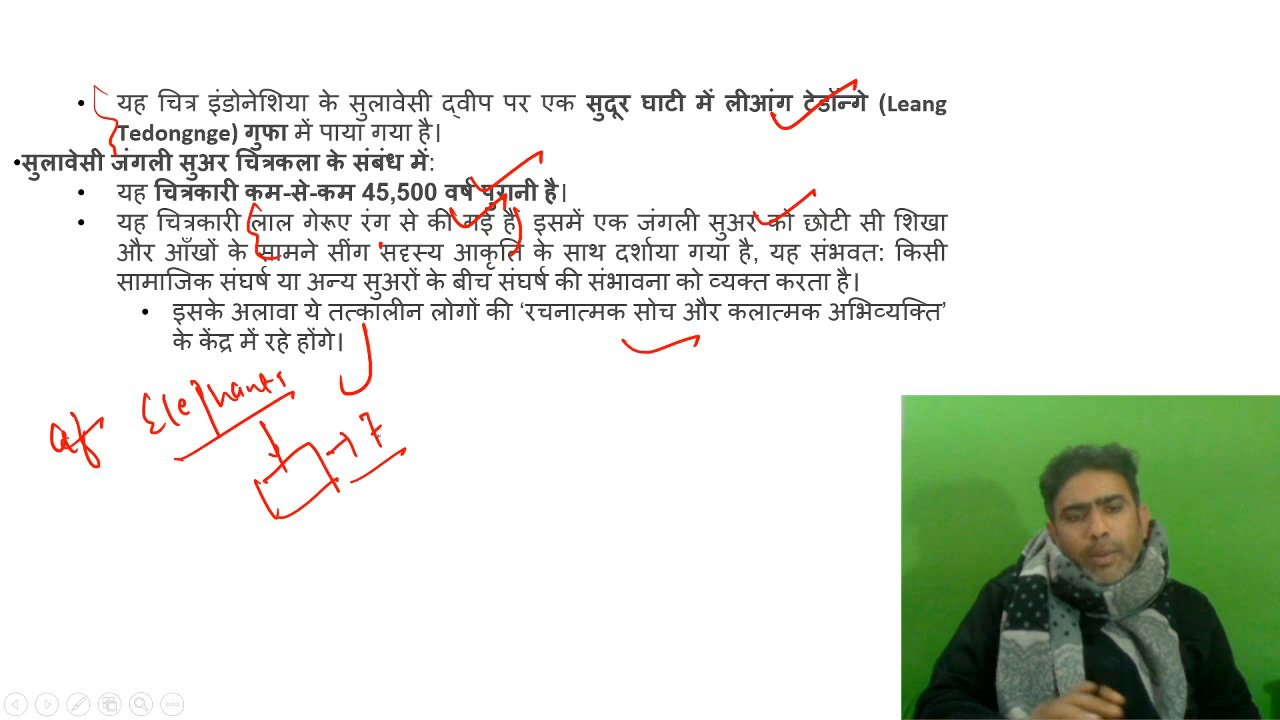 • यह चित्र इंडोनेशिया के सुलावेसी द्वीप पर एक सुदूर घाटी में लीआंग टेडॉन्गे (Leang
Tedongnge) गुफा में पाया गया है।
•सुलावेसी जंगली सुअर चित्रकला के संबंध में:
• यह चित्रकारी कम-से-कम 45,500 वर्ष पुरानी है।
• यह चित्रकारी लाल गेरूए रंग से की गई है, इसमें एक जंगली सुअर को छोटी सी शिखा
और आँखों के सामने सींग सदृस्य आकृति के साथ दर्शाया गया है, यह संभवत: किसी
सामाजिक संघर्ष या अन्य सुअरों के बीच संघर्ष की संभावना को व्यक्त करता है।
• इसके अलावा ये तत्कालीन लोगों की ‘रचनात्मक सोच और कलात्मक अभिव्यक्ति’
के केंद्र में रहे होंगे।
Elephants
7